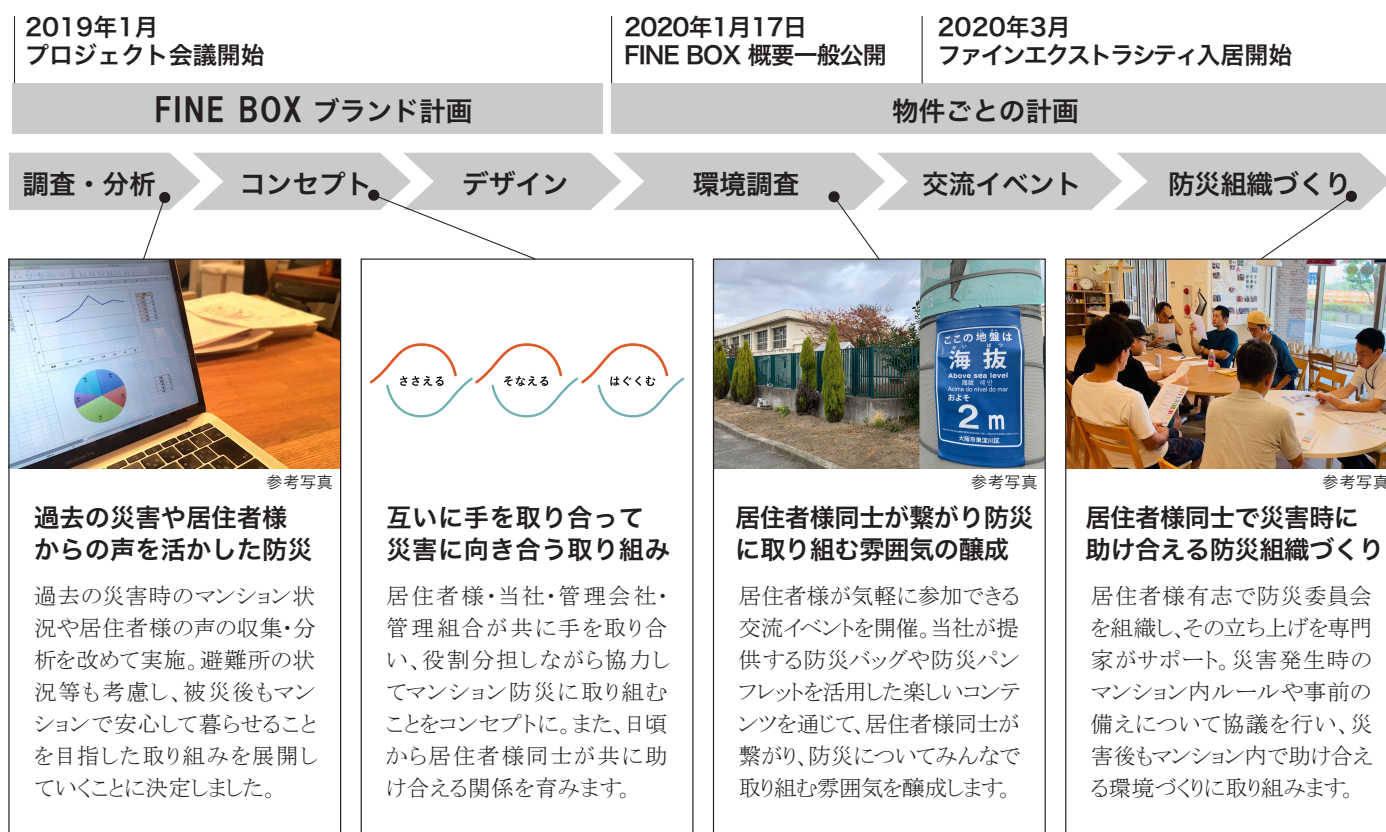 2019年1月
プロジェクト会議開始
2020年1月17日
FINE BOX 概要一般公開
2020年3月
ファインエクストラシティ入居開始
FINE BOX ブランド計画
物件ごとの計画
調査・分析
コンセプト
デザイン
環境調査
交流イベント
防災組織づくり
参考写真
過去の災害や居住者様
からの声を活かした防災
過去の災害時のマンション状
況や居住者様の声の収集・分
析を改めて実施。避難所の状
況等も考慮し、被災後もマン
ションで安心して暮らせること
を目指した取り組みを展開し
ていくことに決定しました。
ささえる
そなえる
はぐくむ
互いに手を取り合って
災害に向き合う取り組み
居住者様・当社・管理会社・
管理組合が共に手を取り合
い、役割分担しながら協力し
てマンション防災に取り組む
ことをコンセプトに。また、日頃
から居住者様同士が共に助
け合える関係を育みます。
ここの地盤は
かい ばつ
海抜
Above sea level
海拔 해발
Acima do nivel do mar
およそ
2 m
大阪市東淀川区
参考写真
居住者様同士が繋がり防災
に取り組む雰囲気の醸成
居住者様が気軽に参加できる
交流イベントを開催。当社が提
供する防災バッグや防災パン
フレットを活用した楽しいコンテ
ンツを通じて、居住者様同士が
繋がり、防災についてみんなで
取り組む雰囲気を醸成します。
参考写真
居住者様同士で災害時に
助け合える防災組織づくり
居住者様有志で防災委員会
を組織し、その立ち上げを専門
家がサポート。災害発生時の
マンション内ルールや事前の
備えについて協議を行い、災
害後もマンション内で助け合え
る環境づくりに取り組みます。